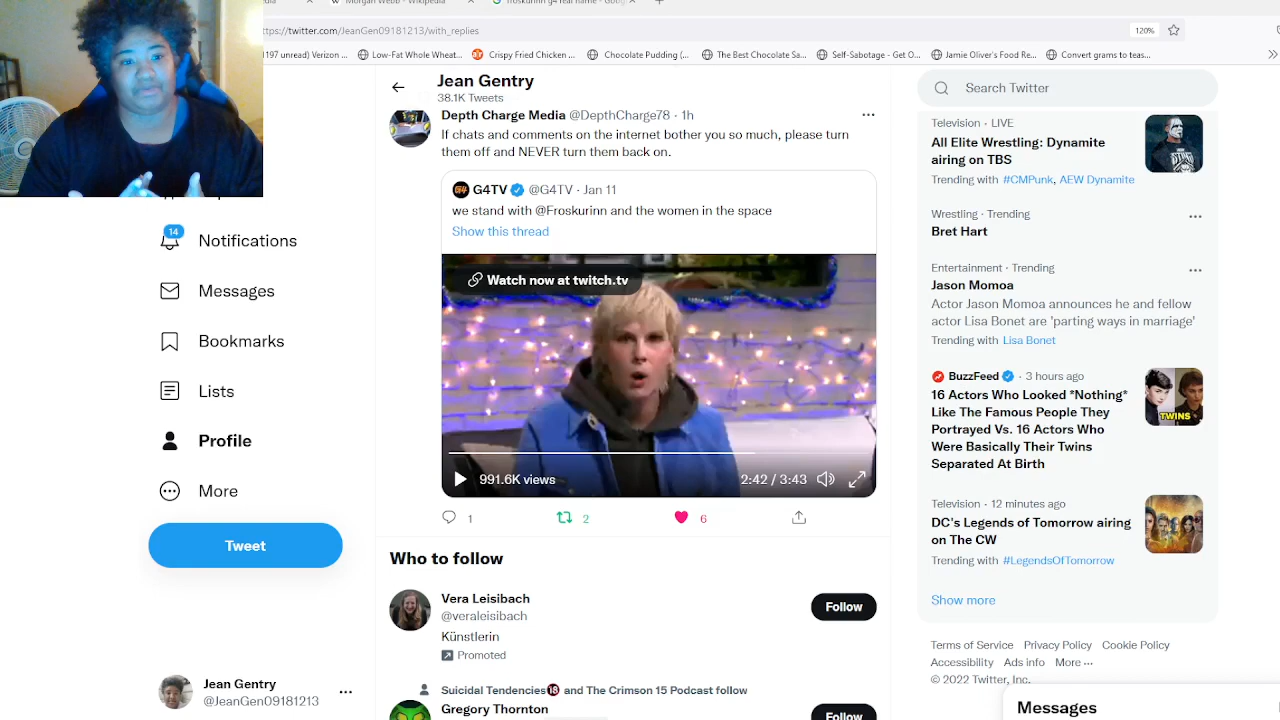 Morgan Webb - Wikipedia
froskurinn g4 real name - Goog
https://twitter.com/JeanGen09181213/with_replies
120%
197 unread) Verizon ...
Low-Fat Whole Wheat...
Crispy Fried Chicken ...
Chocolate Pudding (...
The Best Chocolate Sa...
Self-Sabotage - Get O...
Jamie Oliver's Food Re...
Convert grams to teas...
Jean Gentry
38.1K Tweets
Depth Charge Media @DepthCharge78 · 1h
If chats and comments on the internet bother you so much, please turn
them off and NEVER turn them back on.
G4 G4TV @G4TV · Jan 11
we stand with @Froskurinn and the women in the space
Show this thread
Watch now at twitch.tv
991.6K views
2:42 / 3:43
1
2
6
Who to follow
Vera Leisibach
@veraleisibach
Künstlerin
Promoted
Follow
Suicidal Tendencies🔞 and The Crimson 15 Podcast follow
Gregory Thornton
Follow
14
Notifications
Messages
Bookmarks
Lists
Profile
More
Tweet
Jean Gentry
@JeanGen09181213
Search Twitter
Television · LIVE
All Elite Wrestling: Dynamite
airing on TBS
Trending with #CMPunk, AEW Dynamite
Wrestling · Trending
Bret Hart
Entertainment · Trending
Jason Momoa
Actor Jason Momoa announces he and fellow
actor Lisa Bonet are 'parting ways in marriage'
Trending with Lisa Bonet
BuzzFeed · 3 hours ago
16 Actors Who Looked *Nothing*
Like The Famous People They
Portrayed Vs. 16 Actors Who
Were Basically Their Twins
Separated At Birth
TWINS
Television · 12 minutes ago
DC's Legends of Tomorrow airing
on The CW
Trending with #LegendsOfTomorrow
Show more
Terms of Service Privacy Policy Cookie Policy
Accessibility Ads info More ...
© 2022 Twitter, Inc.
Messages